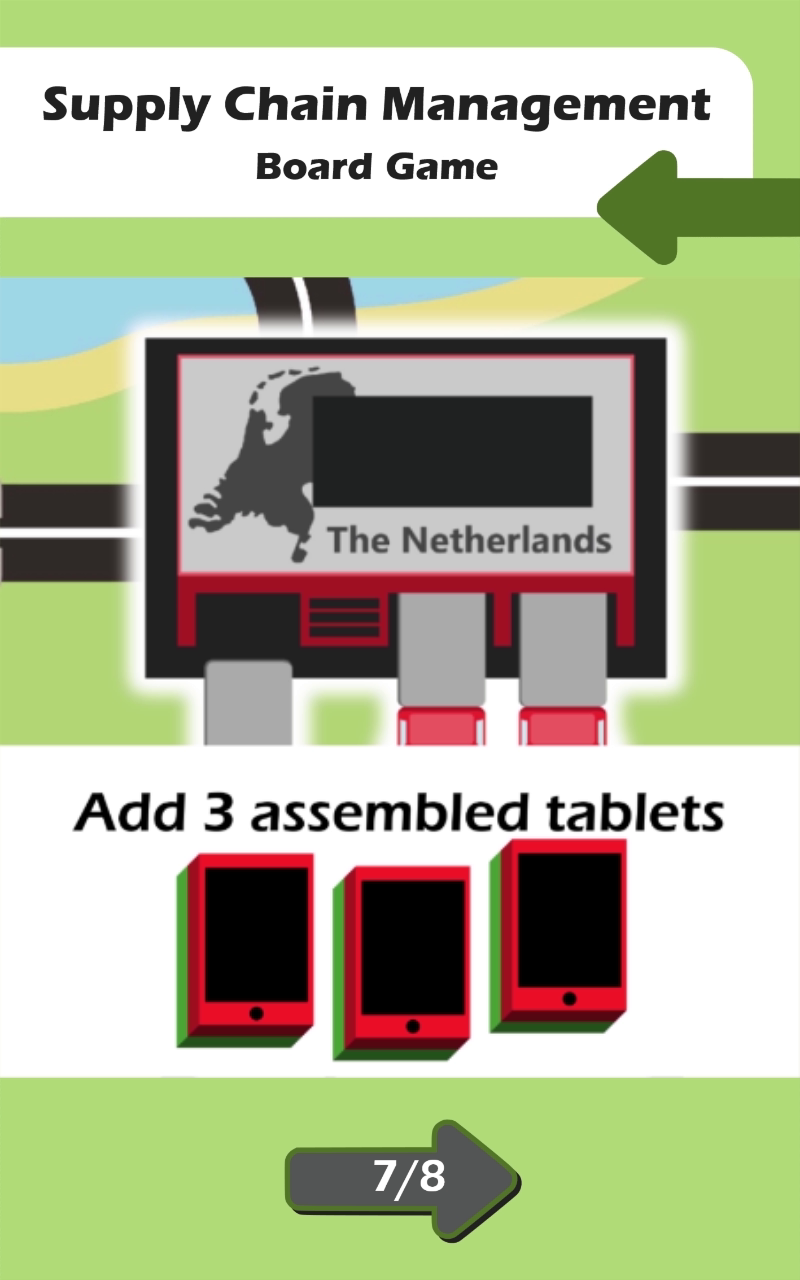 Supply Chain Management
Board Game
The Netherlands
Add 3 assembled tablets
7/8